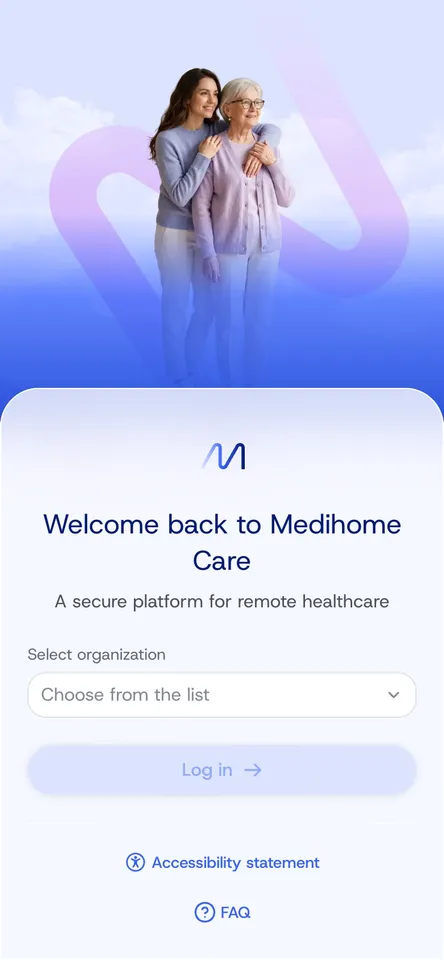 Welcome back to Medihome
Care
A secure platform for remote healthcare
Select organization
Choose from the list
Log in
Accessibility statement
FAQ